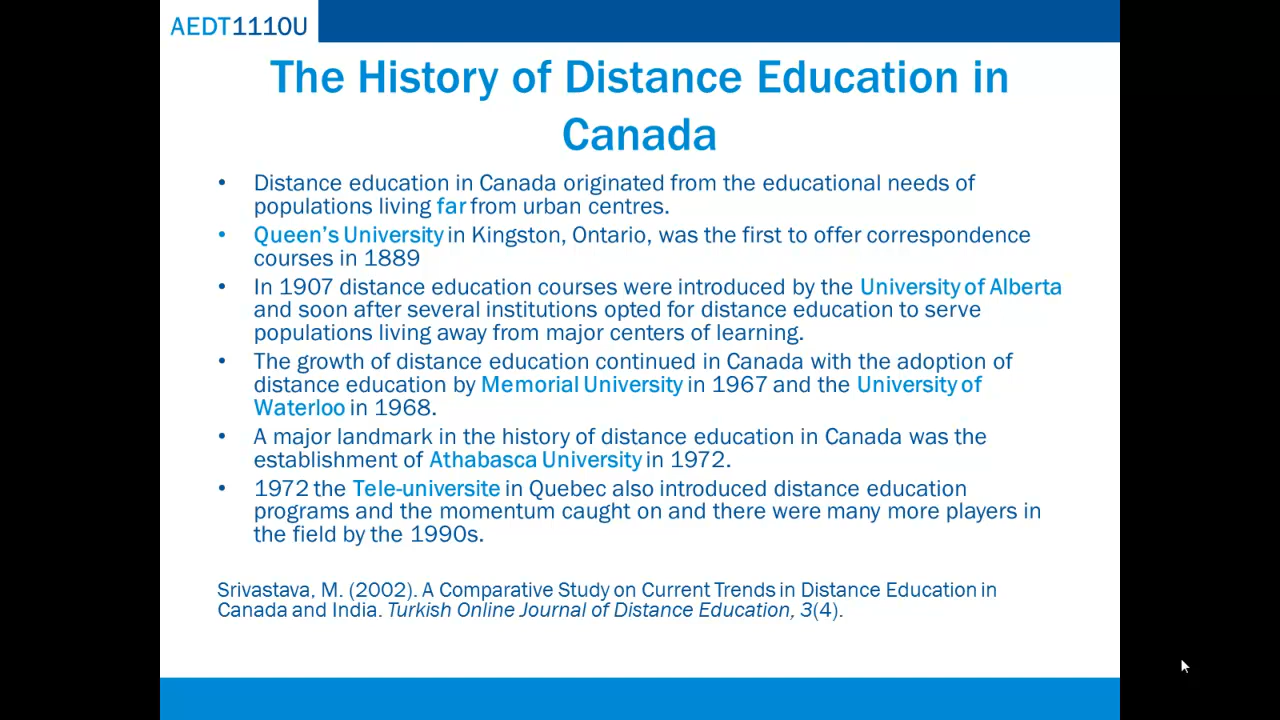 AEDT1110U
The History of Distance Education in
Canada
• Distance education in Canada originated from the educational needs of
populations living far from urban centres.
• Queen's University in Kingston, Ontario, was the first to offer correspondence
courses in 1889
• In 1907 distance education courses were introduced by the University of Alberta
and soon after several institutions opted for distance education to serve
populations living away from major centers of learning.
• The growth of distance education continued in Canada with the adoption of
distance education by Memorial University in 1967 and the University of
Waterloo in 1968.
• A major landmark in the history of distance education in Canada was the
establishment of Athabasca University in 1972.
• 1972 the Tele-universite in Quebec also introduced distance education
programs and the momentum caught on and there were many more players in
the field by the 1990s.
Srivastava, M. (2002). A Comparative Study on Current Trends in Distance Education in
Canada and India. Turkish Online Journal of Distance Education, 3(4).